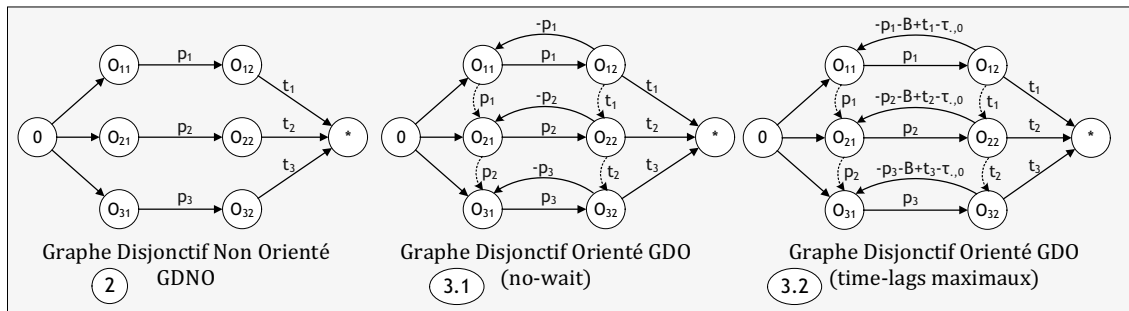 -p₁
-p₁-B+t₁-τ.,₀
O₁₁ p₁ O₁₂
O₁₁ p₁ O₁₂
O₁₁ p₁ O₁₂
t₁
p₁ -p₂ t₁ t₁
p₁ -p₂-B+t₂-τ.,₀ t₁ t₁
0 O₂₁ p₂ O₂₂ t₂ *
0 O₂₁ p₂ O₂₂ t₂ *
0 O₂₁ p₂ O₂₂ t₂ *
t₃
p₂ -p₃ t₂ t₃
p₂ -p₃-B+t₃-τ.,₀ t₂ t₃
O₃₁ p₃ O₃₂
O₃₁ p₃ O₃₂
O₃₁ p₃ O₃₂
Graphe Disjonctif Non Orienté
GDNO
2
Graphe Disjonctif Orienté GDO
(no-wait)
3.1
Graphe Disjonctif Orienté GDO
(time-lags maximaux)
3.2